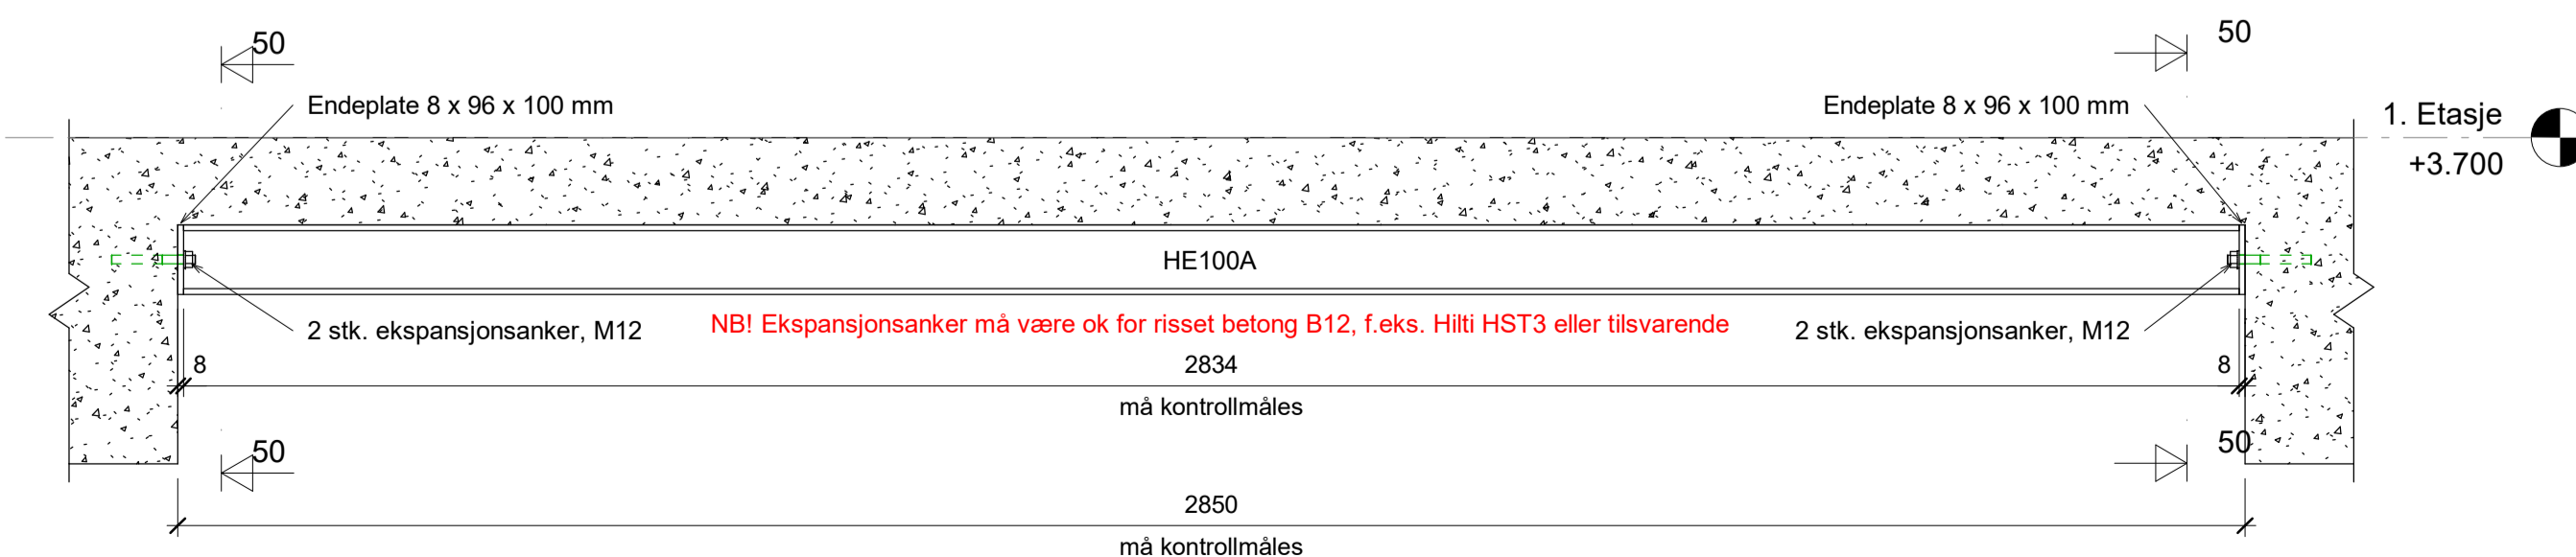 50
50
Endeplate 8 x 96 x 100 mm
Endeplate 8 x 96 x 100 mm
1. Etasje
+3.700
HE100A
2 stk. ekspansjonsanker, M12
NB! Ekspansjonsanker må være ok for risset betong B12, f.eks. Hilti HST3 eller tilsvarende
2 stk. ekspansjonsanker, M12
8
2834
8
må kontrollmåles
50
50
2850
må kontrollmåles